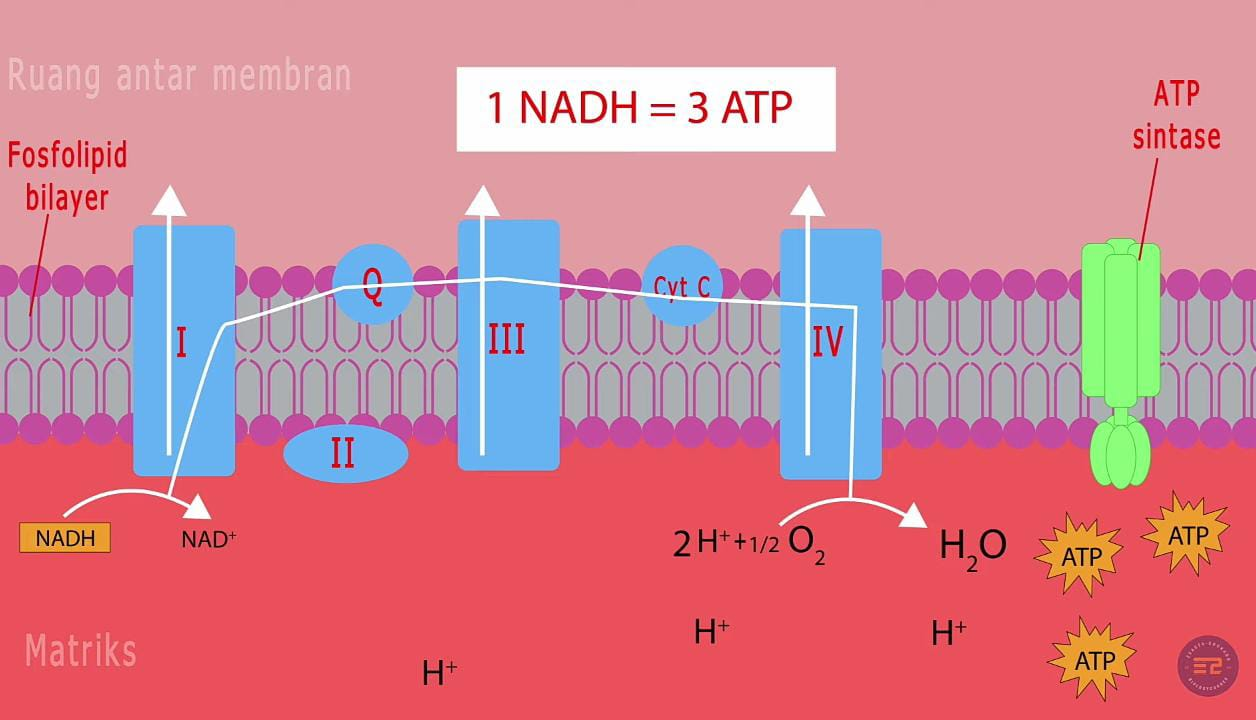 Ruang antar membran
1 NADH = 3 ATP
ATP
sintase
Fosfolipid
bilayer
Q
Cyt C
I
III
IV
II
NADH
NAD⁺
2 H⁺ + 1/2 O₂
H₂O
ATP
ATP
H⁺
H⁺
Matriks
H⁺
ATP